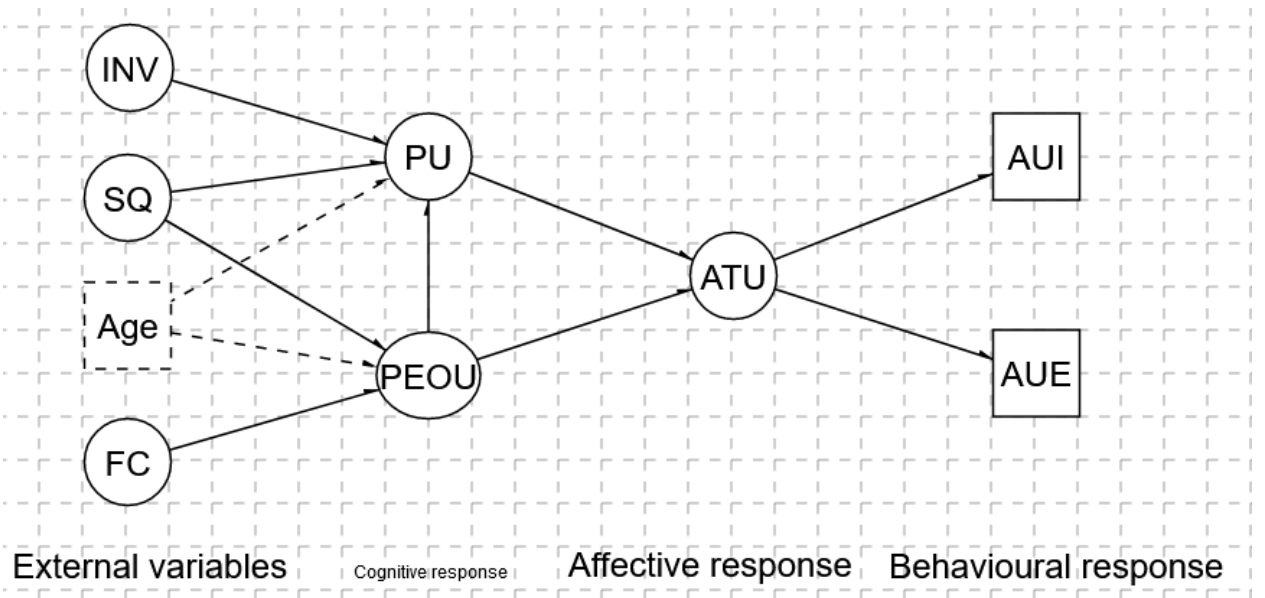 INV
PU
AUI
SQ
ATU
Age
PEOU
AUE
FC
External variables
Cognitive response
Affective response
Behavioural response